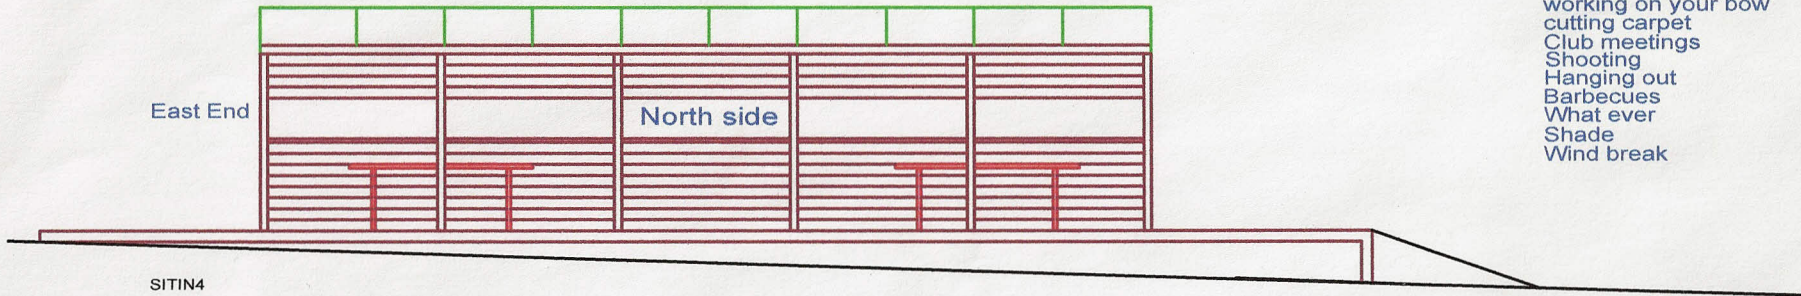 working on your bow
cutting carpet
Club meetings
Shooting
Hanging out
Barbecues
What ever
Shade
Wind break
East End
North side
SITIN4